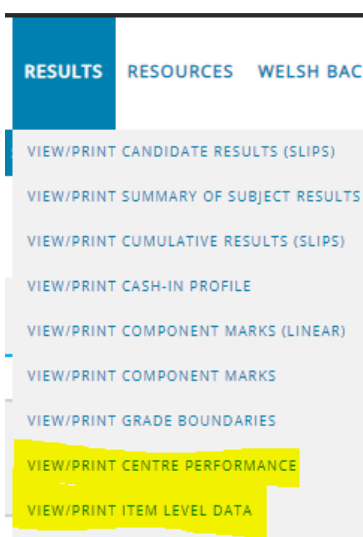 RESULTS RESOURCES WELSH BAC
VIEW/PRINT CANDIDATE RESULTS (SLIPS)
VIEW/PRINT SUMMARY OF SUBJECT RESULTS
VIEW/PRINT CUMULATIVE RESULTS (SLIPS)
VIEW/PRINT CASH-IN PROFILE
VIEW/PRINT COMPONENT MARKS (LINEAR)
VIEW/PRINT COMPONENT MARKS
VIEW/PRINT GRADE BOUNDARIES
VIEW/PRINT CENTRE PERFORMANCE
VIEW/PRINT ITEM LEVEL DATA